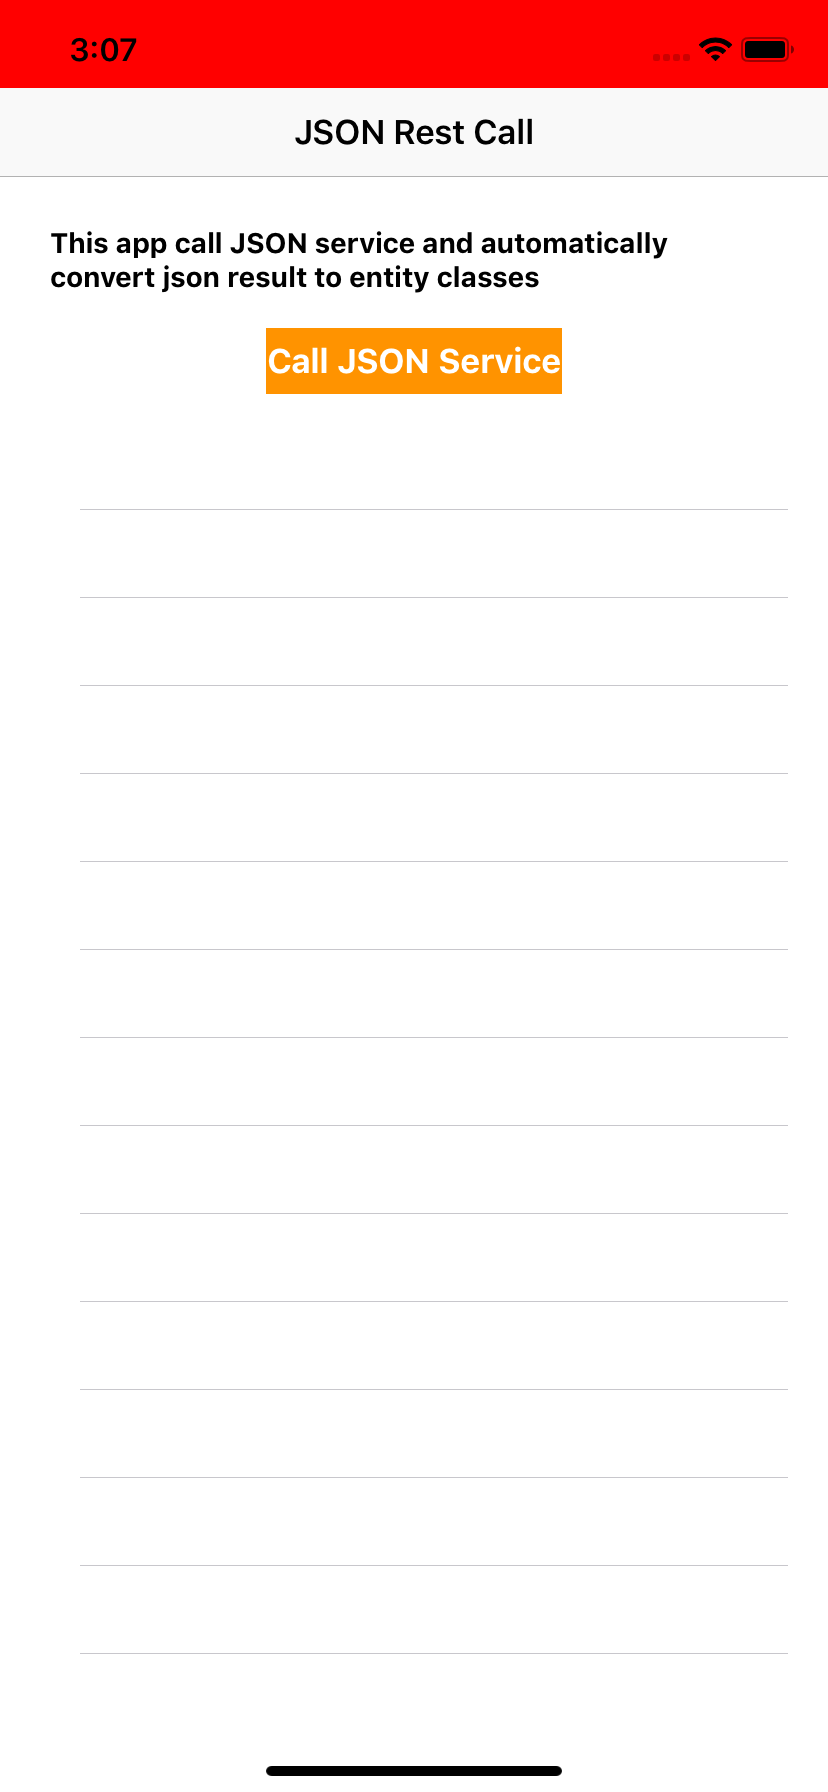 3:07
JSON Rest Call
This app call JSON service and automatically
convert json result to entity classes
Call JSON Service